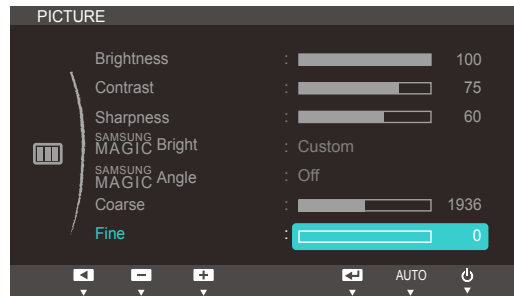 PICTURE
Brightness : 100
Contrast : 75
Sharpness : 60
SAMSUNG MAGIC Bright : Custom
SAMSUNG MAGIC Angle : Off
Coarse : 1936
Fine : 0
AUTO